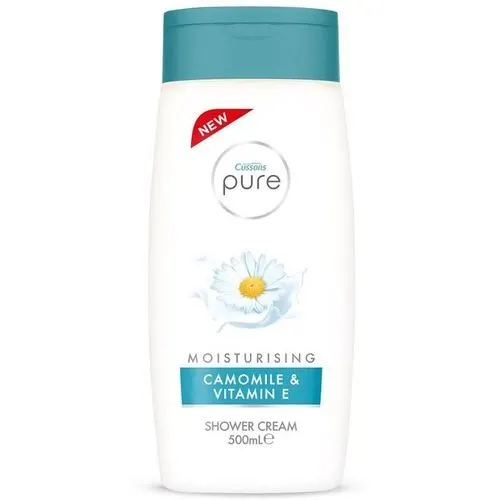 NEW
Cussons
pure
MOISTURISING
CAMOMILE &
VITAMIN E
SHOWER CREAM
500mL℮